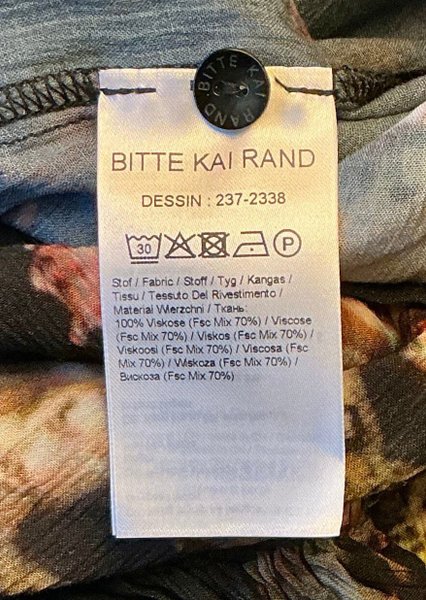 BITTE KAI RAND
BITTE KAI RAND
DESSIN : 237-2338
30
P
Stof / Fabric / Stoff / Tyg / Kangas /
Tissu / Tessuto Del Rivestimento /
Material Wierzchni / Ткань:
100% Viskose (Fsc Mix 70%) / Viscose
(Fsc Mix 70%) / Viskos (Fsc Mix 70%) /
Viskoosi (Fsc Mix 70%) / Viscosa (Fsc
Mix 70%) / Wiskoza (Fsc Mix 70%) /
Вискоза (Fsc Mix 70%)